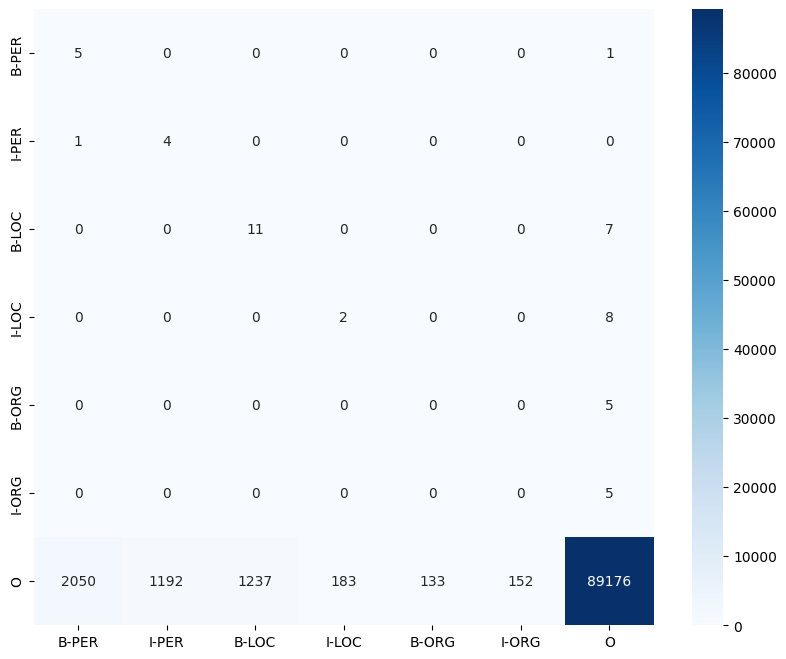 B-PER 5 0 0 0 0 0 1
I-PER 1 4 0 0 0 0 0
B-LOC 0 0 11 0 0 0 7
I-LOC 0 0 0 2 0 0 8
B-ORG 0 0 0 0 0 0 5
I-ORG 0 0 0 0 0 0 5
O 2050 1192 1237 183 133 152 89176
B-PER I-PER B-LOC I-LOC B-ORG I-ORG O
80000
70000
60000
50000
40000
30000
20000
10000
0